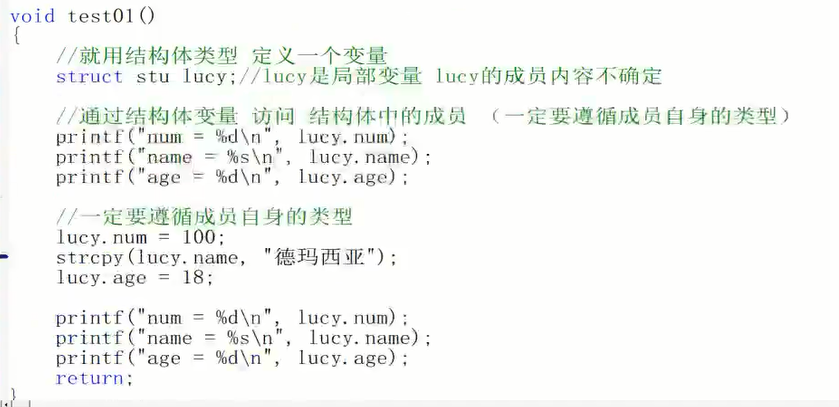 void test01()
{
    //就用结构体类型 定义一个变量
    struct stu lucy;//lucy是局部变量 lucy的成员内容不确定

    //通过结构体变量 访问 结构体中的成员 （一定要遵循成员自身的类型）
    printf("num = %d\n", lucy.num);
    printf("name = %s\n", lucy.name);
    printf("age = %d\n", lucy.age);

    //一定要遵循成员自身的类型
    lucy.num = 100;
    strcpy(lucy.name, "德玛西亚");
    lucy.age = 18;

    printf("num = %d\n", lucy.num);
    printf("name = %s\n", lucy.name);
    printf("age = %d\n", lucy.age);
    return;
}